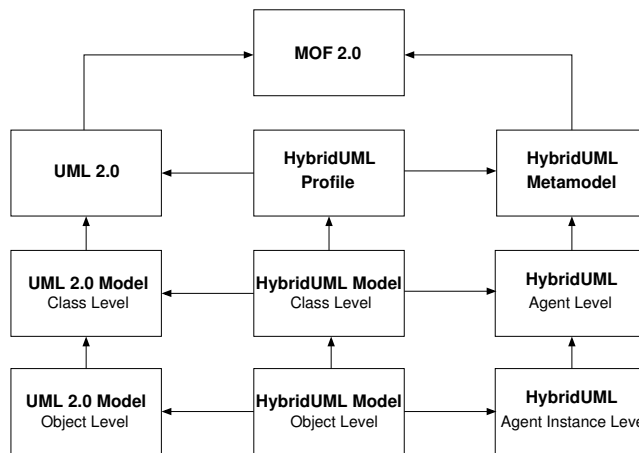 MOF 2.0
UML 2.0
HybridUML
Profile
HybridUML
Metamodel
UML 2.0 Model
Class Level
HybridUML Model
Class Level
HybridUML
Agent Level
UML 2.0 Model
Object Level
HybridUML Model
Object Level
HybridUML
Agent Instance Level